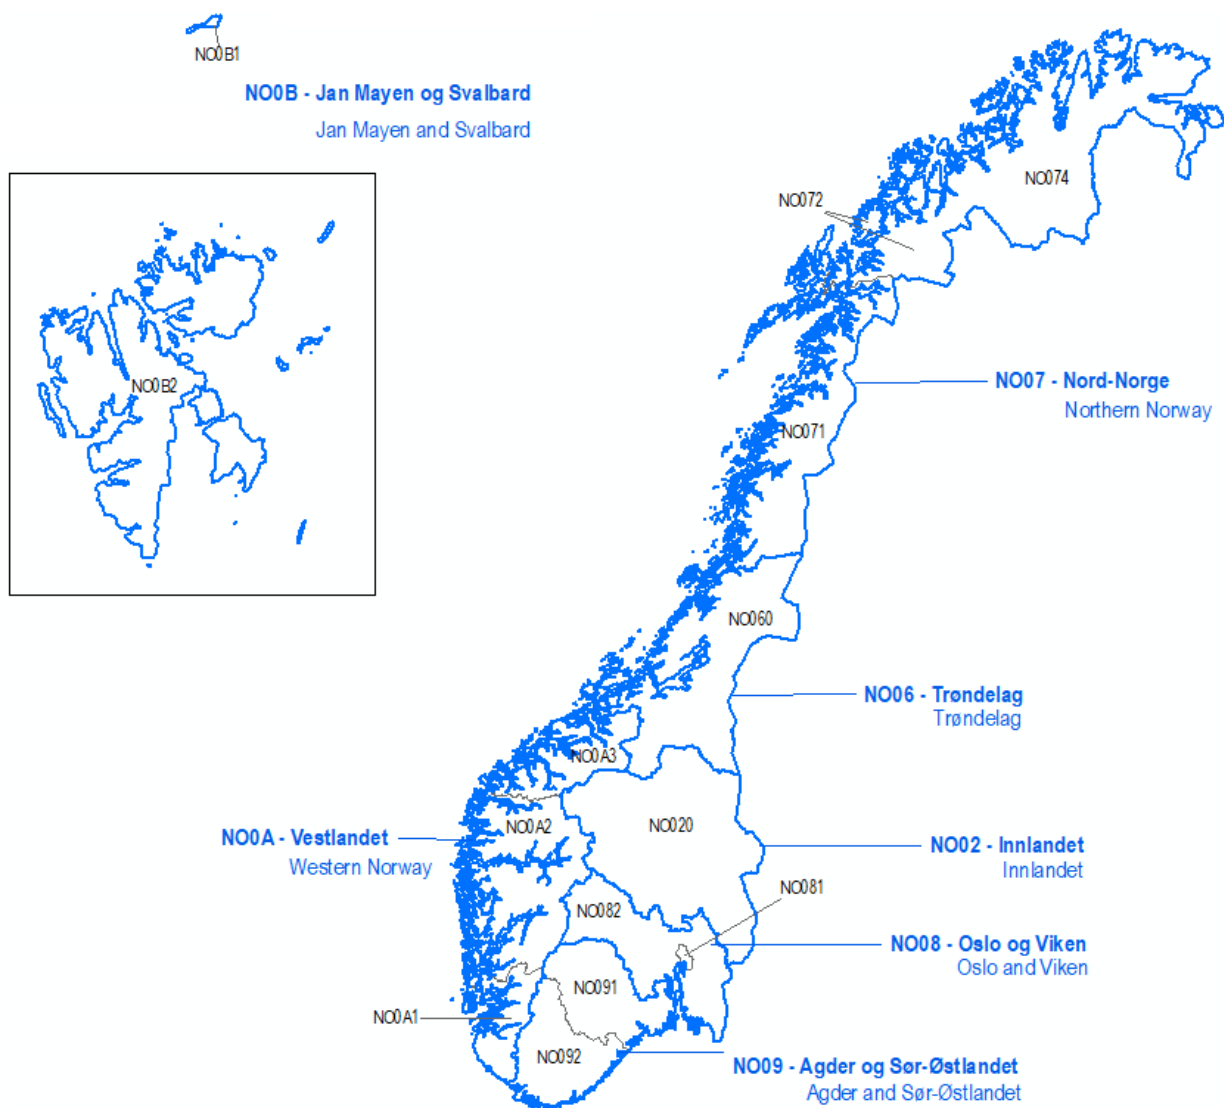 NO0B1
NO0B - Jan Mayen og Svalbard
Jan Mayen and Svalbard
NO074
NO072
NO0B2
NO07 - Nord-Norge
Northern Norway
NO071
NO060
NO06 - Trøndelag
Trøndelag
NO0A3
NO0A2
NO020
NO0A - Vestlandet
Western Norway
NO02 - Innlandet
Innlandet
NO081
NO082
NO08 - Oslo og Viken
Oslo and Viken
NO091
NO0A1
NO092
NO09 - Agder og Sør-Østlandet
Agder and Sør-Østlandet